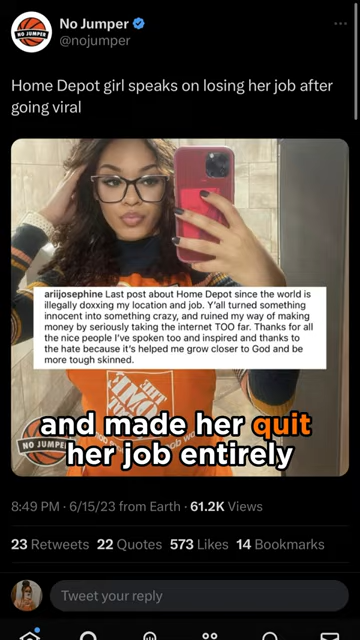 No Jumper
@nojumper
Home Depot girl speaks on losing her job after
going viral
NO JUMPER
ariijosephine Last post about Home Depot since the world is
illegally doxxing my location and job. Y'all turned something
innocent into something crazy, and ruined my way of making
money by seriously taking the internet TOO far. Thanks for all
the nice people I've spoken too and inspired and thanks to
the hate because it's helped me grow closer to God and be
more tough skinned.
and made her quit
her job entirely
NO JUMPER
8:49 PM · 6/15/23 from Earth · 61.2K Views
23 Retweets 22 Quotes 573 Likes 14 Bookmarks
Tweet your reply